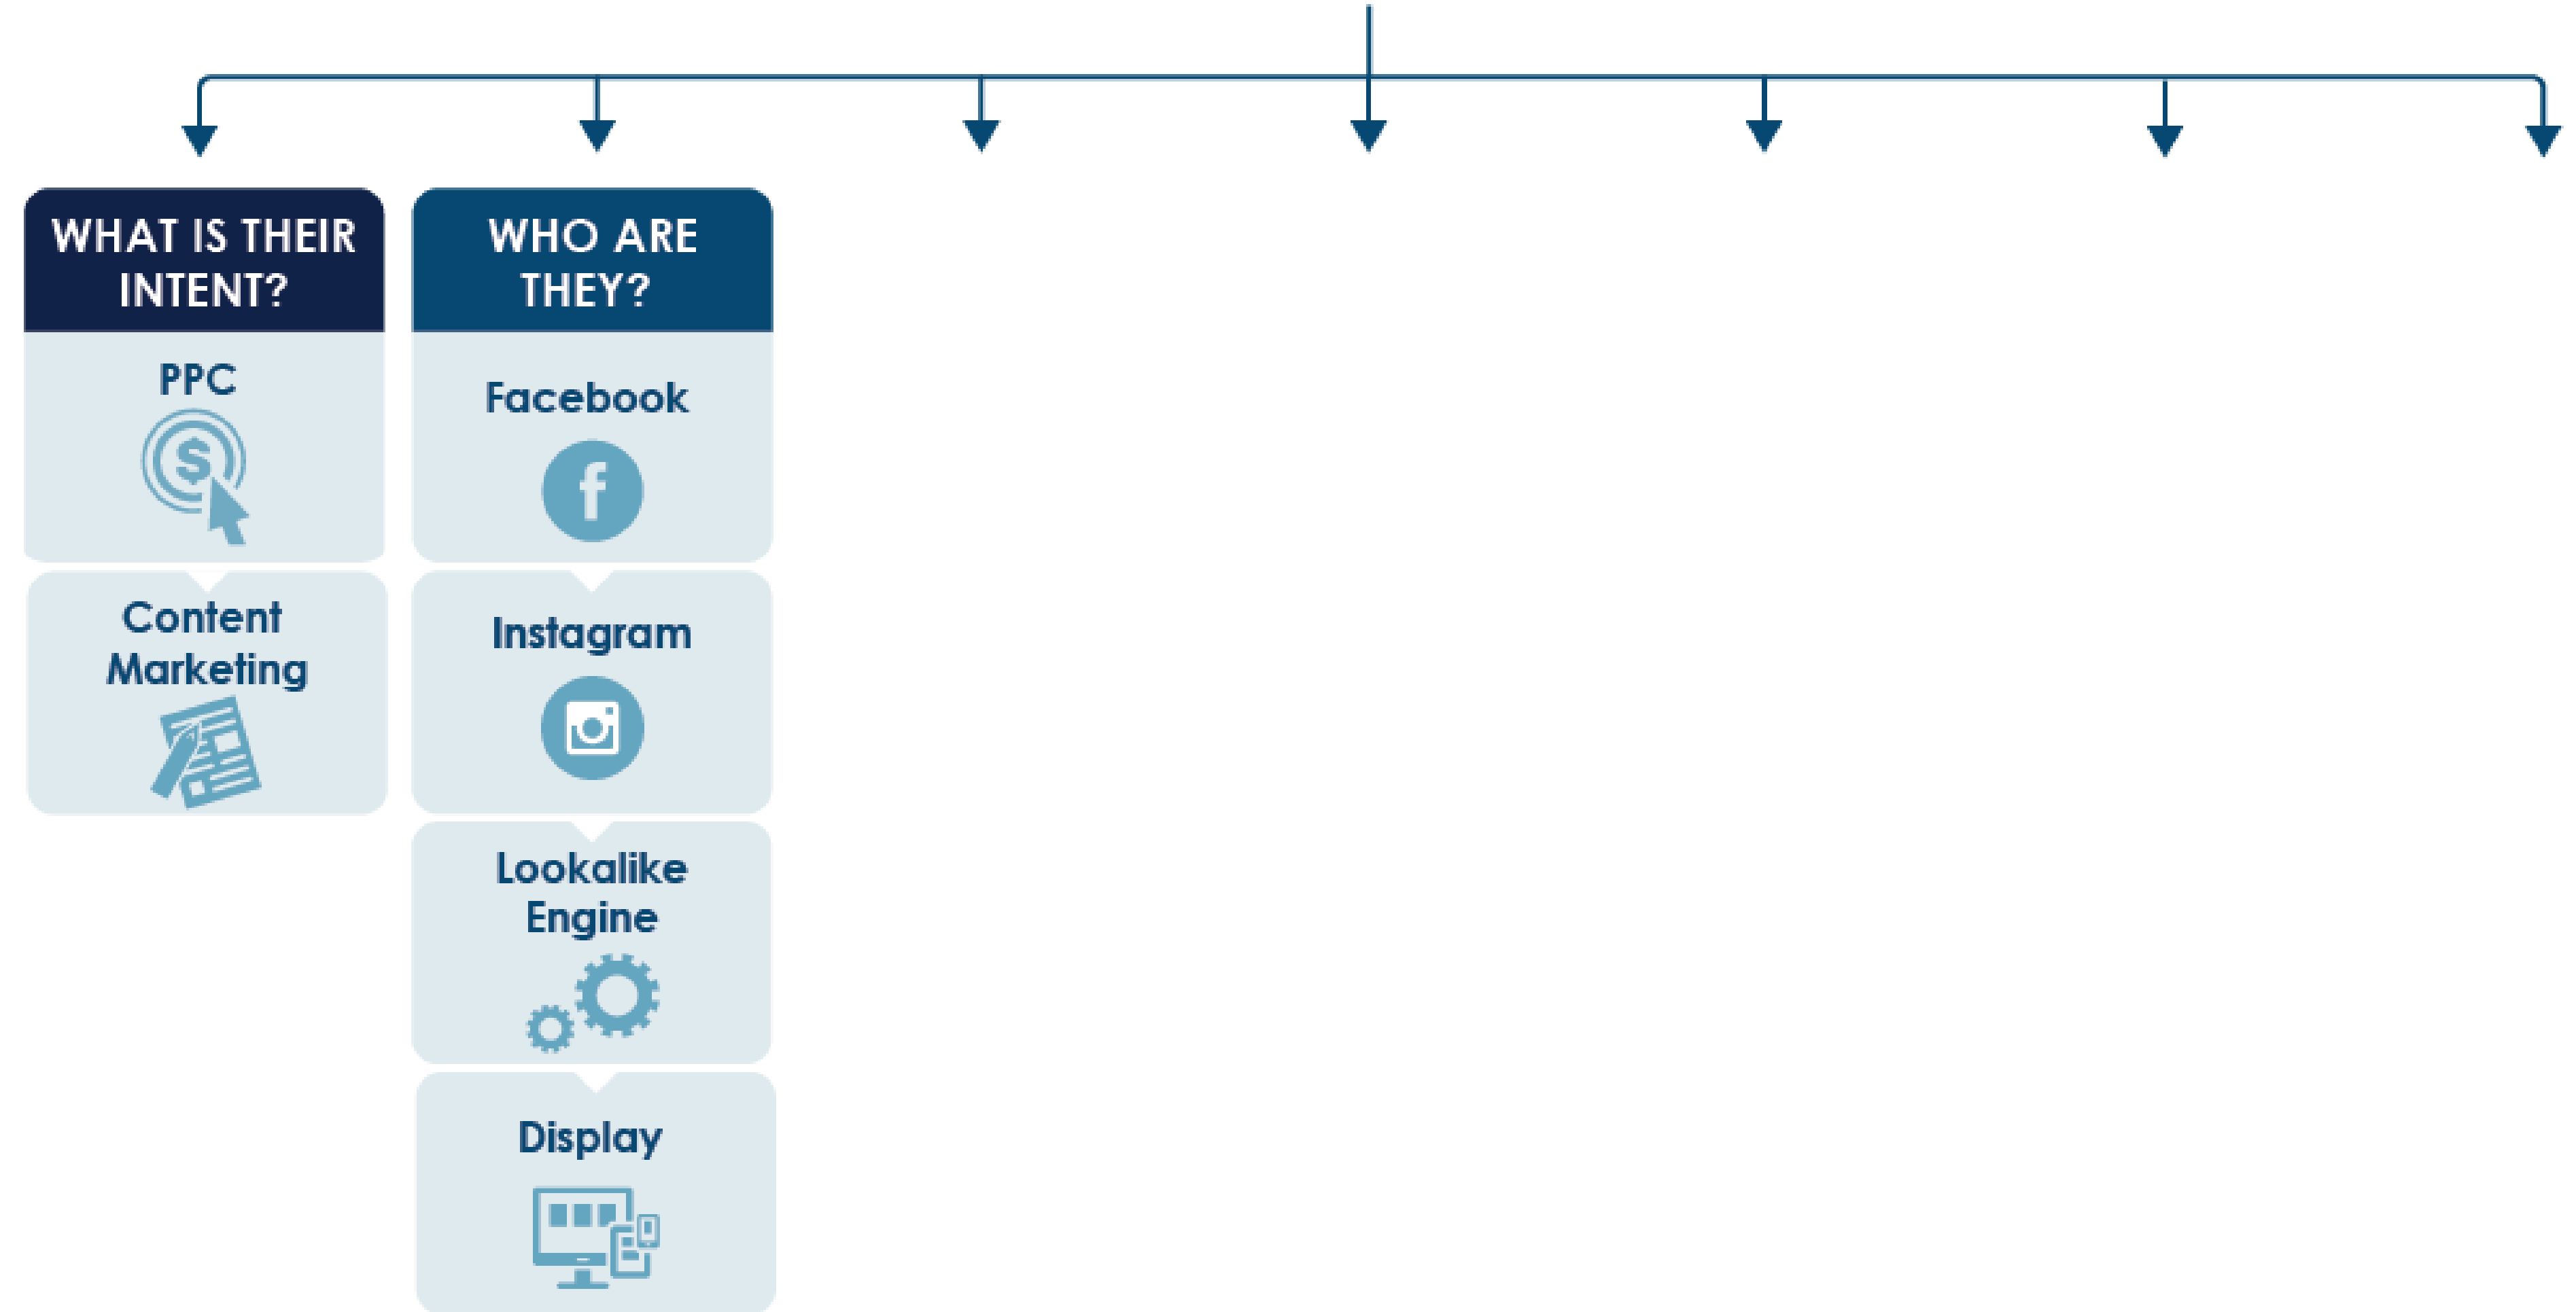 WHAT IS THEIR
INTENT?
PPC
$
Content
Marketing
WHO ARE
THEY?
Facebook
f
Instagram
Lookalike
Engine
Display